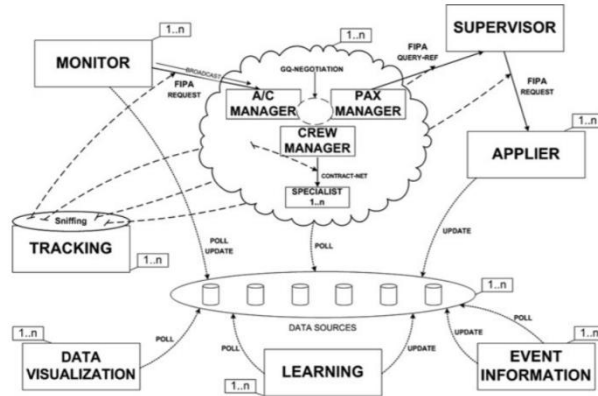 1..n
MONITOR
BROADCAST
FIPA
REQUEST
1..n
GQ-NEGOTIATION
A/C
MANAGER
PAX
MANAGER
CREW
MANAGER
CONTRACT-NET
SPECIALIST
1..n
FIPA
QUERY-REF
1..n
SUPERVISOR
FIPA
REQUEST
1..n
APPLIER
Sniffing
TRACKING
1..n
POLL
UPDATE
POLL
UPDATE
1..n
DATA SOURCES
1..n
DATA
VISUALIZATION
POLL
POLL
LEARNING
1..n
UPDATE
UPDATE
POLL
1..n
EVENT
INFORMATION